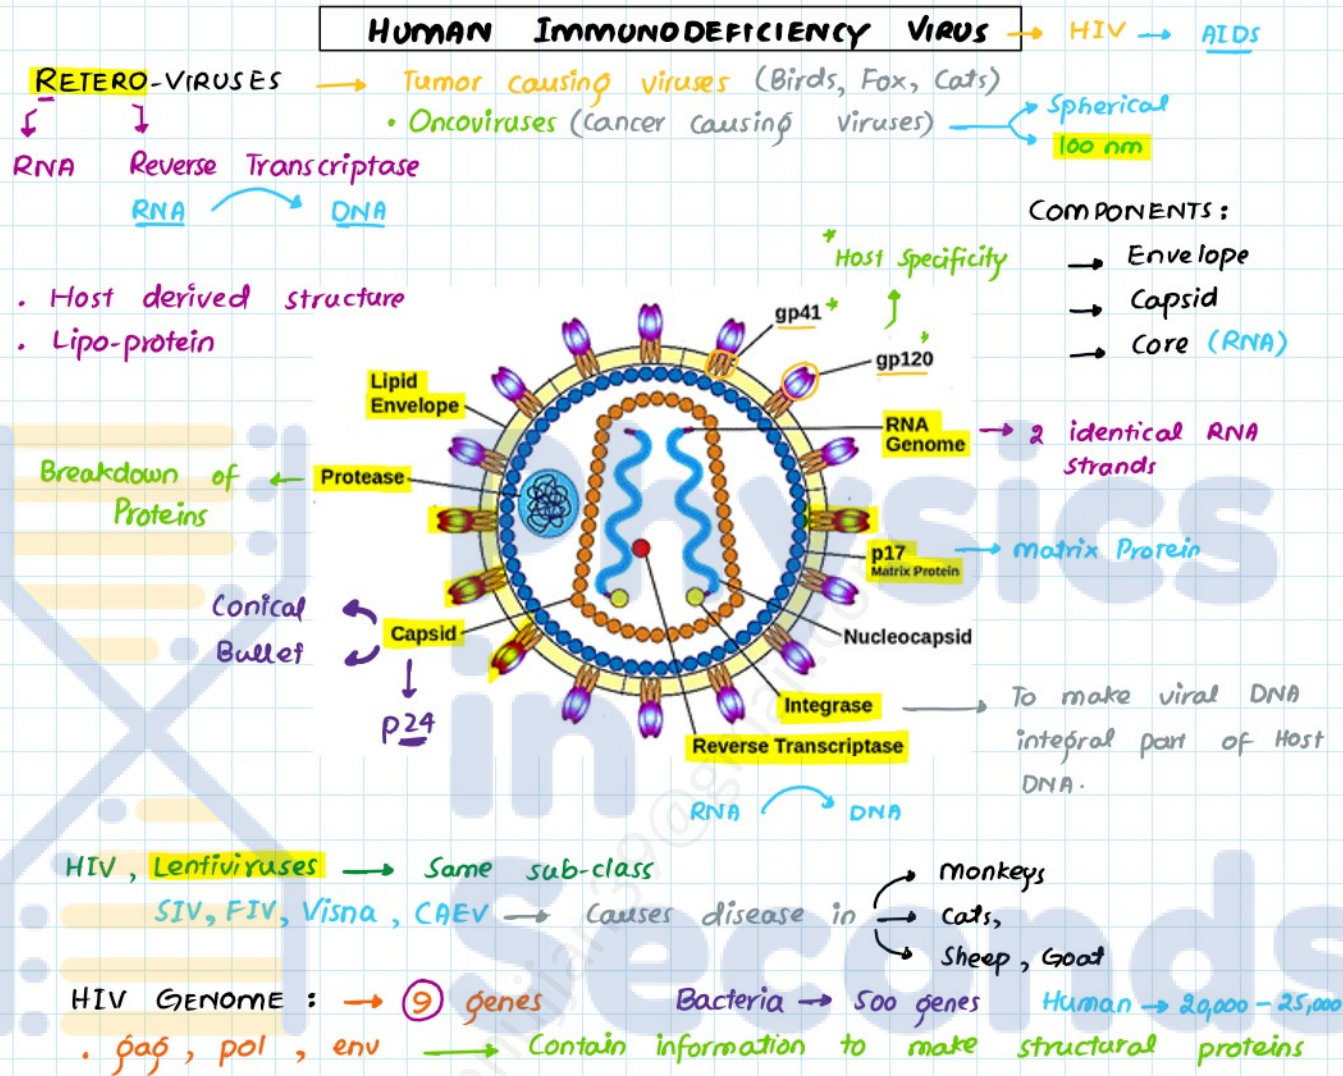 HUMAN IMMUNODEFICIENCY VIRUS → HIV → AIDS
RETERO-VIRUSES → Tumor causing viruses (Birds, Fox, Cats)
• Oncoviruses (Cancer causing viruses)
Spherical
100 nm
RNA Reverse Transcriptase
RNA DNA
COMPONENTS:
→ Envelope
→ Capsid
→ Core (RNA)
* Host Specificity
. Host derived structure
. Lipo-protein
gp41 *
gp120 *
Lipid
Envelope
RNA
Genome → 2 identical RNA
strands
Protease
Breakdown of
Proteins
p17 → matrix Protein
Matrix Protein
Conical
Bullet
Capsid
p24
Nucleocapsid
Integrase → To make viral DNA
integral part of Host
DNA.
Reverse Transcriptase
RNA DNA
HIV, Lentiviruses → Same sub-class
SIV, FIV, Visna, CAEV → Causes disease in
→ monkeys
→ Cats,
→ Sheep, Goat
HIV GENOME: → 9 genes Bacteria → 500 genes Human → 20,000 - 25,000
. gag, pol, env → Contain information to make structural proteins
Physics
in
Seconds